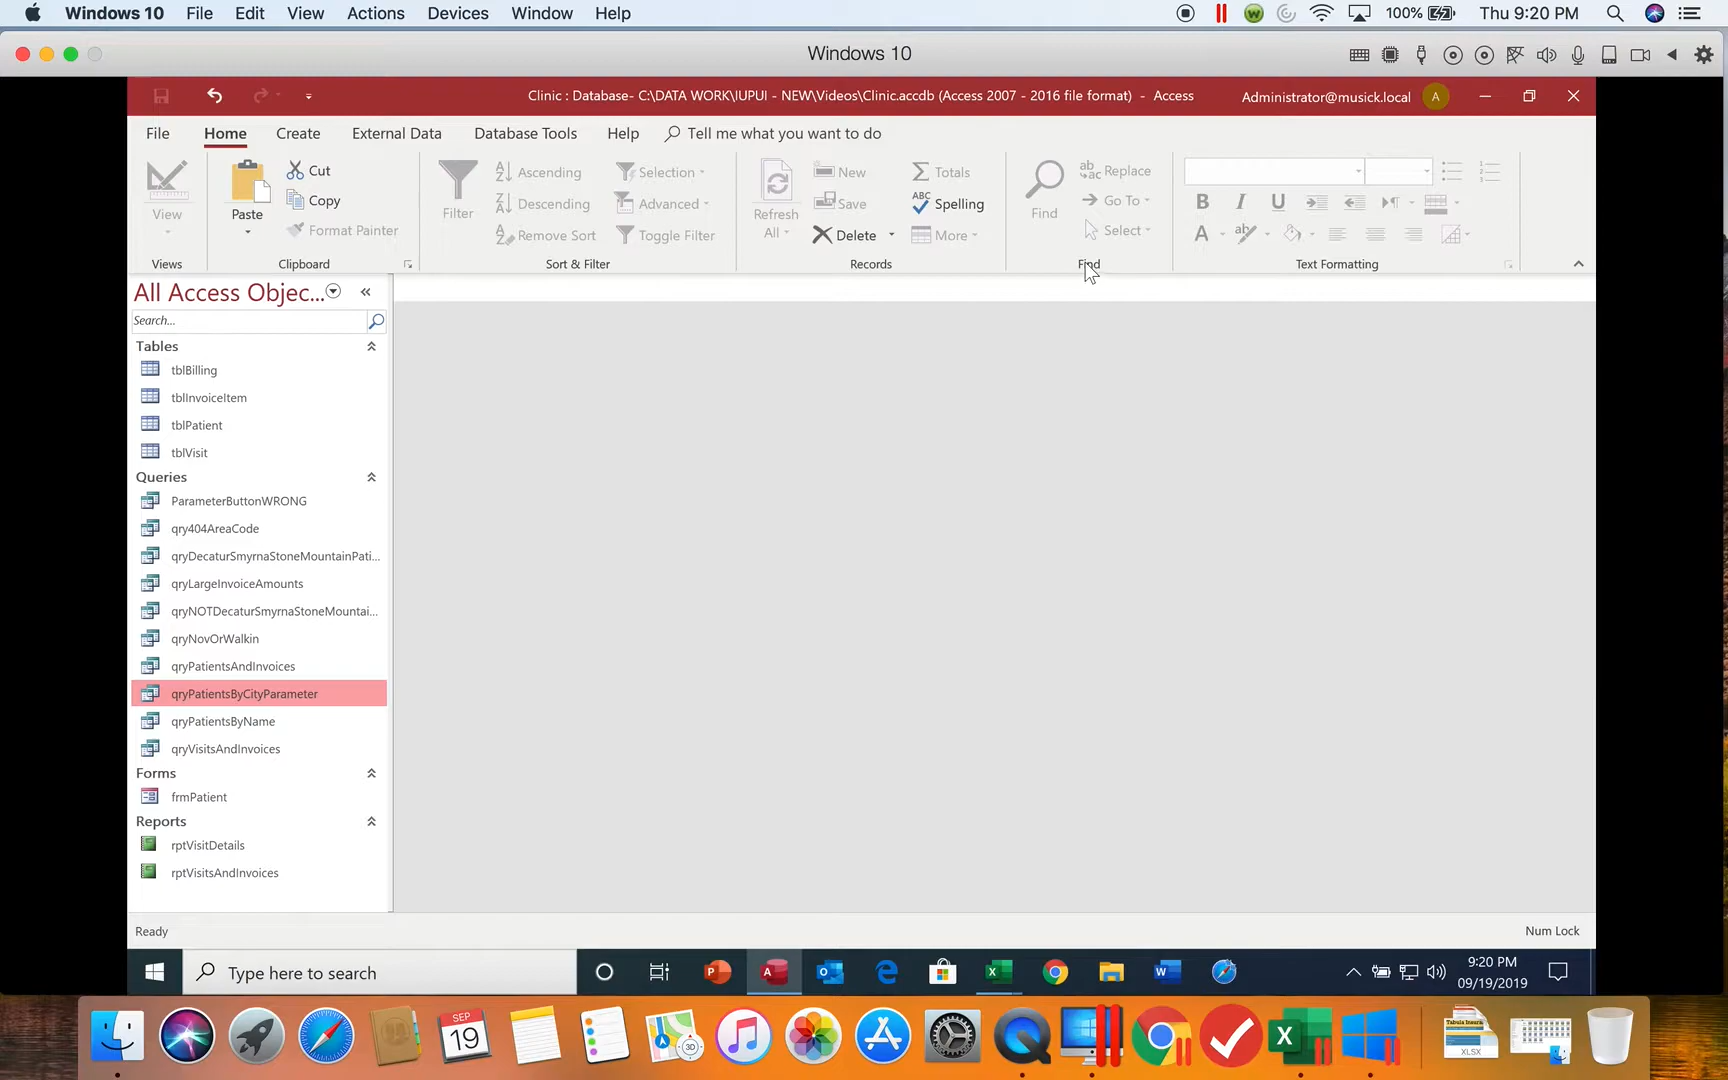 Windows 10 File Edit View Actions Devices Window Help 100% Thu 9:20 PM
Windows 10
Clinic : Database- C:\DATA WORK\IUPUI - NEW\Videos\Clinic.accdb (Access 2007 - 2016 file format) - Access Administrator@musick.local A
File Home Create External Data Database Tools Help Tell me what you want to do
View
Views
Paste
Cut
Copy
Format Painter
Clipboard
Filter
Ascending
Descending
Remove Sort
Selection
Advanced
Toggle Filter
Sort & Filter
Refresh
All
New
Save
Delete
Totals
Spelling
More
Records
Find
Replace
Go To
Select
Find
B I U
A
Text Formatting
All Access Objec...
Search...
Tables
tblBilling
tblInvoiceItem
tblPatient
tblVisit
Queries
ParameterButtonWRONG
qry404AreaCode
qryDecaturSmyrnaStoneMountainPati...
qryLargeInvoiceAmounts
qryNOTDecaturSmyrnaStoneMountai...
qryNovOrWalkin
qryPatientsAndInvoices
qryPatientsByCityParameter
qryPatientsByName
qryVisitsAndInvoices
Forms
frmPatient
Reports
rptVisitDetails
rptVisitsAndInvoices
Ready Num Lock
Type here to search
9:20 PM
09/19/2019
SEP
19
3D
XLSX